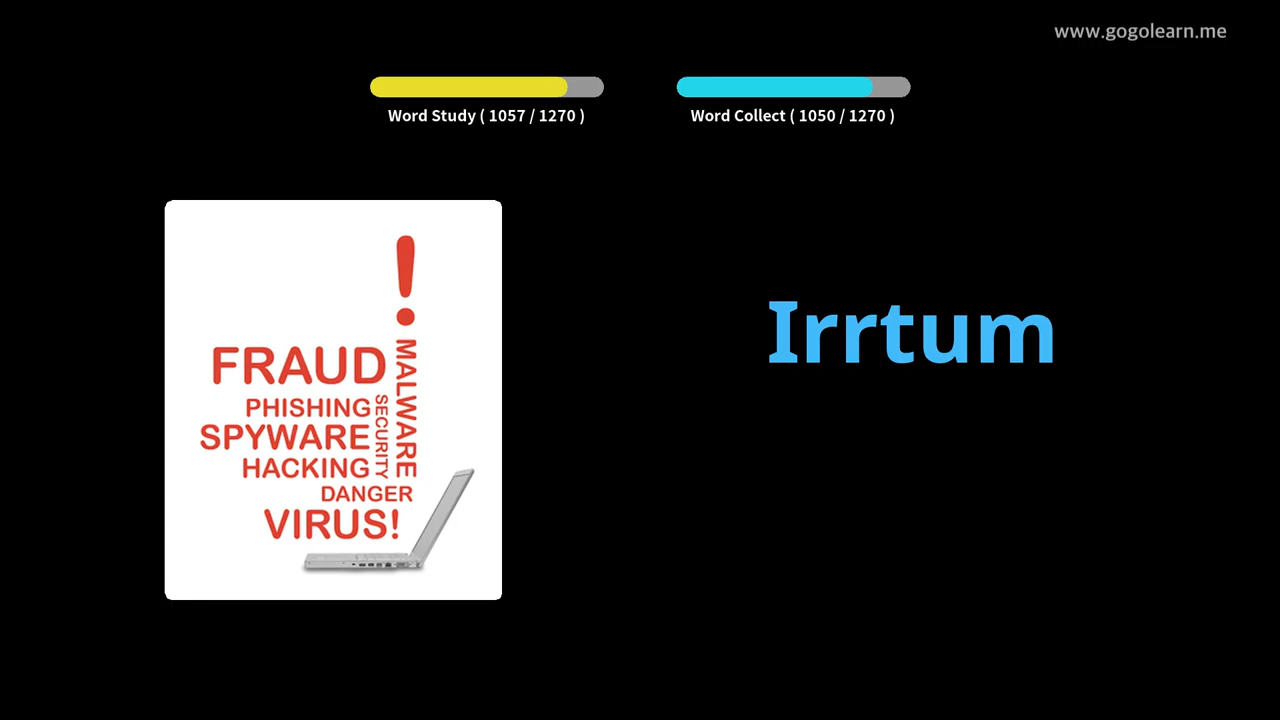 www.gogolearn.me
Word Study ( 1057 / 1270 )
Word Collect ( 1050 / 1270 )
!
FRAUD
PHISHING
SPYWARE
HACKING
DANGER
VIRUS!
SECURITY
MALWARE
Irrtum